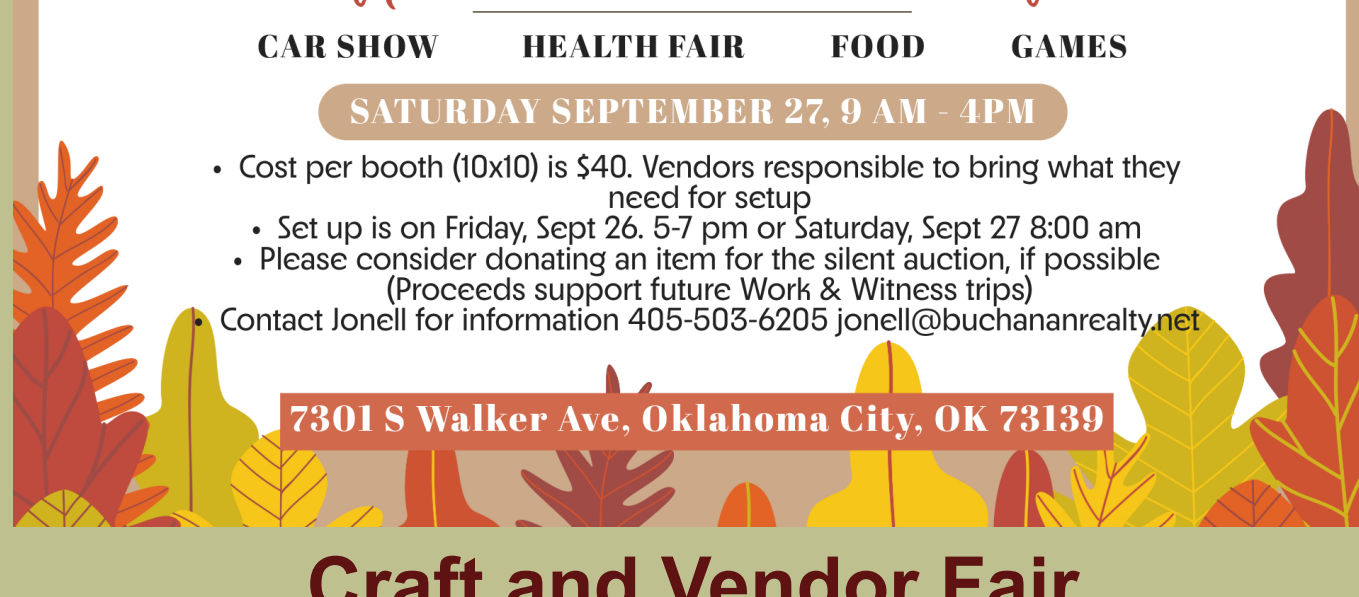 CAR SHOW HEALTH FAIR FOOD GAMES
SATURDAY SEPTEMBER 27, 9 AM - 4PM
• Cost per booth (10x10) is $40. Vendors responsible to bring what they
need for setup
• Set up is on Friday, Sept 26. 5-7 pm or Saturday, Sept 27 8:00 am
• Please consider donating an item for the silent auction, if possible
(Proceeds support future Work & Witness trips)
• Contact Jonell for information 405-503-6205 jonell@buchananrealty.net
7301 S Walker Ave, Oklahoma City, OK 73139
Craft and Vendor Fair